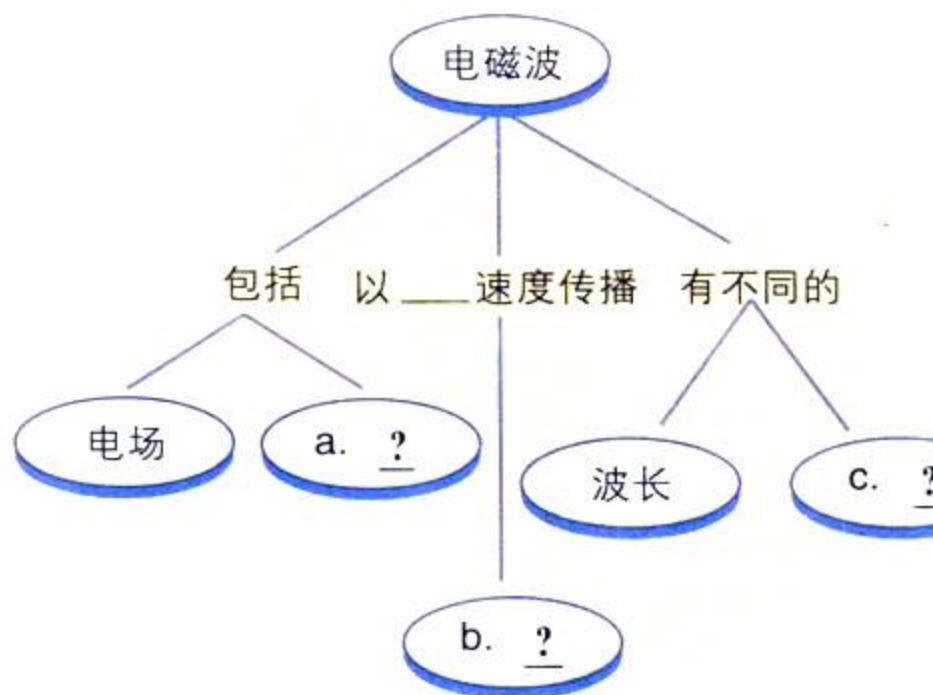 电磁波
包括 以 ___ 速度传播 有不同的
电场 a. ?
波长 c. ?
b. ?